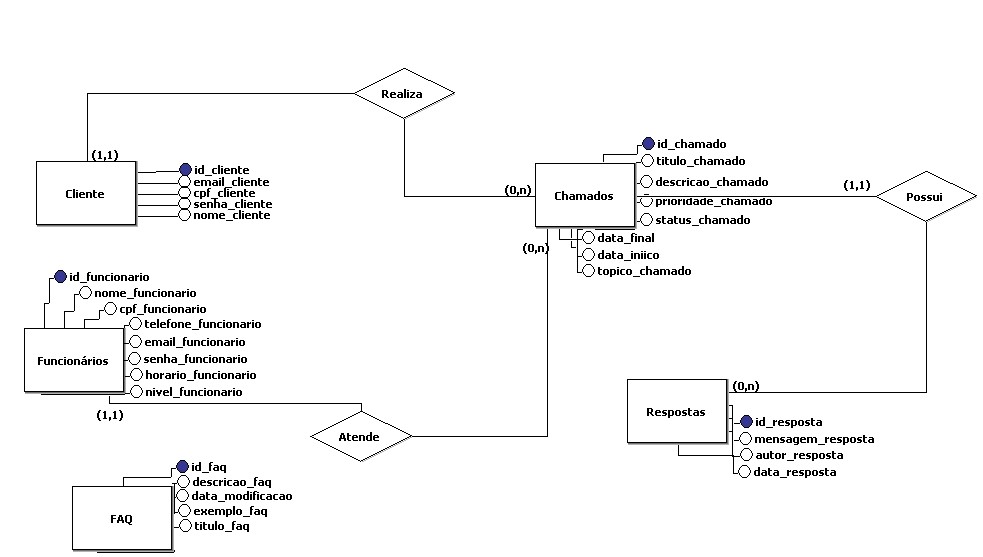 Realiza
(1,1)
Cliente
id_cliente
email_cliente
cpf_cliente
senha_cliente
nome_cliente
(0,n)
Chamados
id_chamado
titulo_chamado
descricao_chamado
prioridade_chamado
status_chamado
data_final
data_iniico
topico_chamado
(0,n)
(1,1)
Possui
id_funcionario
nome_funcionario
cpf_funcionario
telefone_funcionario
email_funcionario
senha_funcionario
horario_funcionario
nivel_funcionario
Funcionários
(1,1)
Atende
(0,n)
Respostas
id_resposta
mensagem_resposta
autor_resposta
data_resposta
id_faq
descricao_faq
data_modificacao
exemplo_faq
titulo_faq
FAQ